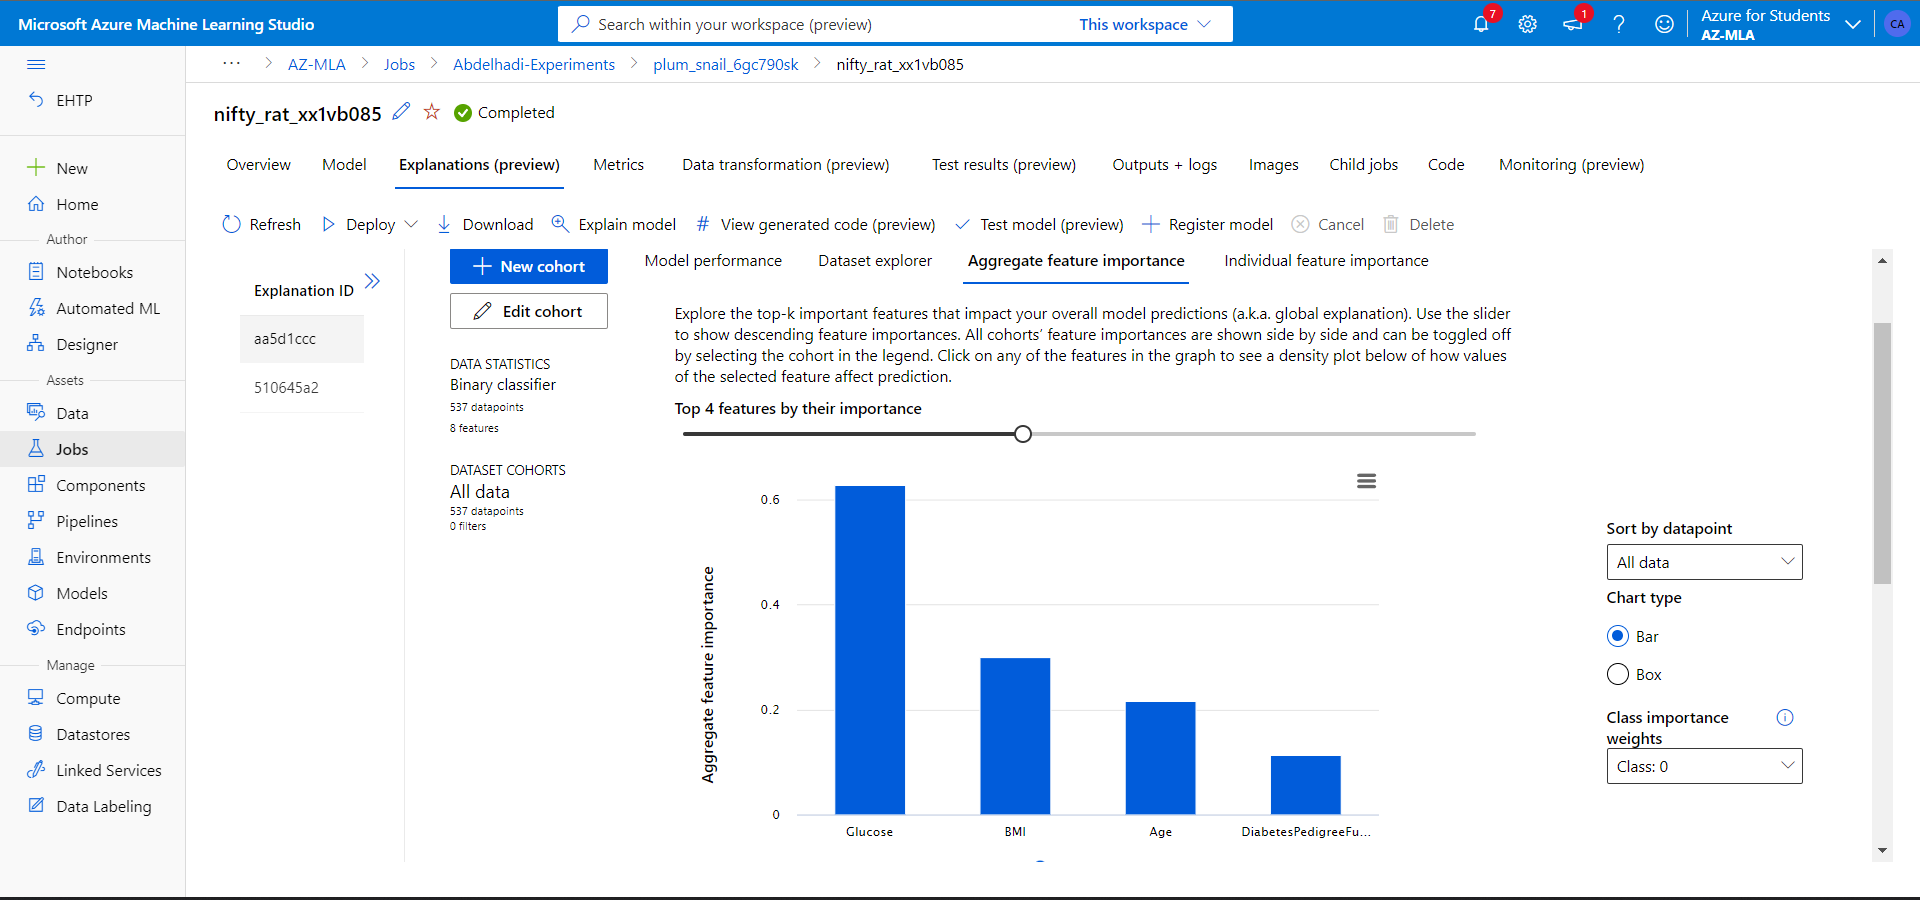 Microsoft Azure Machine Learning Studio
Search within your workspace (preview)
This workspace
7
1
?
Azure for Students
AZ-MLA
CA
EHTP
New
Home
Author
Notebooks
Automated ML
Designer
Assets
Data
Jobs
Components
Pipelines
Environments
Models
Endpoints
Manage
Compute
Datastores
Linked Services
Data Labeling
... > AZ-MLA > Jobs > Abdelhadi-Experiments > plum_snail_6gc790sk > nifty_rat_xx1vb085
nifty_rat_xx1vb085
Completed
Overview
Model
Explanations (preview)
Metrics
Data transformation (preview)
Test results (preview)
Outputs + logs
Images
Child jobs
Code
Monitoring (preview)
Refresh
Deploy
Download
Explain model
# View generated code (preview)
Test model (preview)
Register model
Cancel
Delete
Explanation ID
aa5d1ccc
510645a2
New cohort
Edit cohort
DATA STATISTICS
Binary classifier
537 datapoints
8 features
DATASET COHORTS
All data
537 datapoints
0 filters
Model performance
Dataset explorer
Aggregate feature importance
Individual feature importance
Explore the top-k important features that impact your overall model predictions (a.k.a. global explanation). Use the slider
to show descending feature importances. All cohorts’ feature importances are shown side by side and can be toggled off
by selecting the cohort in the legend. Click on any of the features in the graph to see a density plot below of how values
of the selected feature affect prediction.
Top 4 features by their importance
Aggregate feature importance
0.6
0.4
0.2
0
Glucose
BMI
Age
DiabetesPedigreeFu...
Sort by datapoint
All data
Chart type
Bar
Box
Class importance
weights
Class: 0